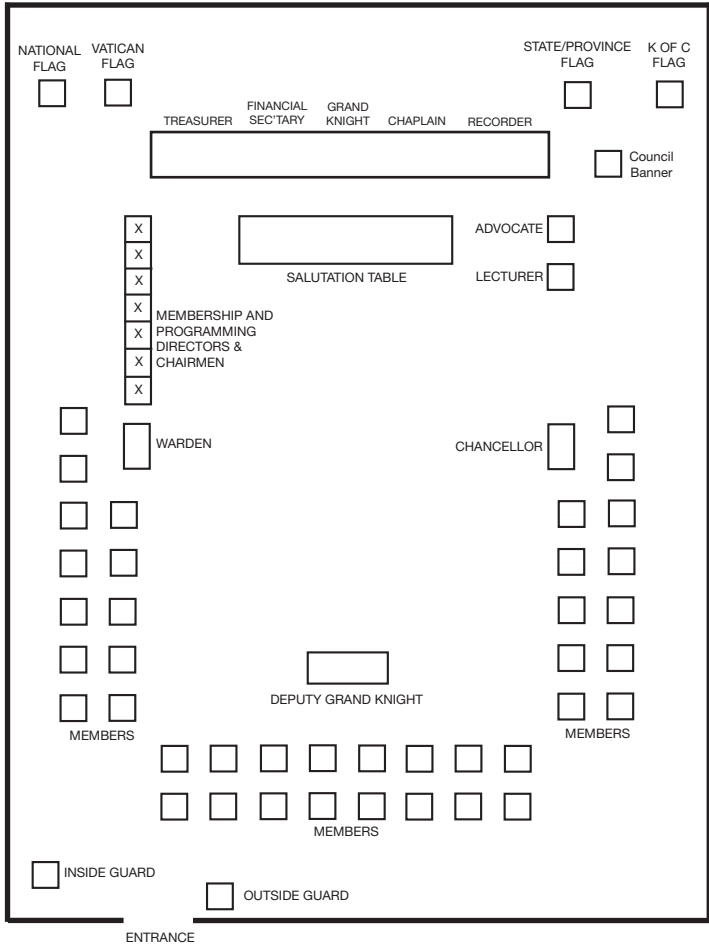 NATIONAL
FLAG
VATICAN
FLAG
STATE/PROVINCE
FLAG
K OF C
FLAG
TREASURER
FINANCIAL
SEC'TARY
GRAND
KNIGHT
CHAPLAIN
RECORDER
Council
Banner
X
X
X
X
X
X
X
SALUTATION TABLE
ADVOCATE
LECTURER
MEMBERSHIP AND
PROGRAMMING
DIRECTORS &
CHAIRMEN
WARDEN
CHANCELLOR
DEPUTY GRAND KNIGHT
MEMBERS
MEMBERS
MEMBERS
INSIDE GUARD
OUTSIDE GUARD
ENTRANCE